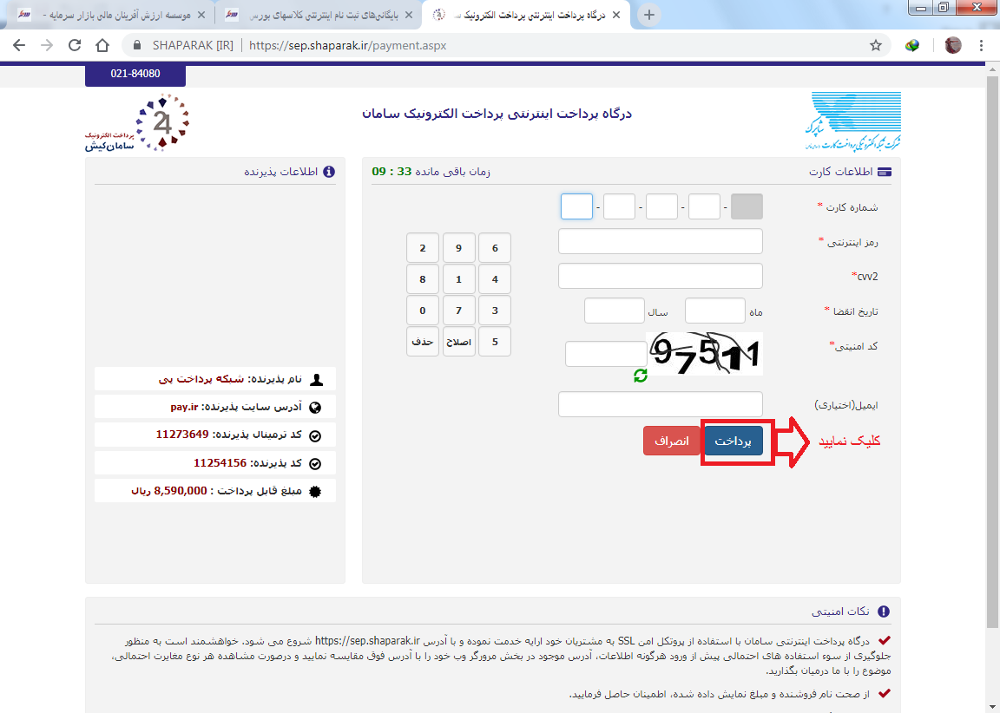 موسسه ارزش آفرینان مالی بازار سرمایه -
بایگانی‌های ثبت نام اینترنتی کلاسهای بورس
درگاه پرداخت اینترنتی پرداخت الکترونیک
SHAPARAK [IR]
https://sep.shaparak.ir/payment.aspx
021-84080
24
پرداخت الکترونیک
سامان‌کیش
درگاه پرداخت اینترنتی پرداخت الکترونیک سامان
شاپرک
شرکت شبکه الکترونیکی پرداخت کارت
اطلاعات کارت
زمان باقی مانده 33 : 09
شماره کارت *
- - - -
رمز اینترنتی *
cvv2*
تاریخ انقضا *
ماه
سال
کد امنیتی*
97511
ایمیل(اختیاری)
2 9 6
8 1 4
0 7 3
حذف اصلاح 5
پرداخت
انصراف
کلیک نمایید
اطلاعات پذیرنده
نام پذیرنده: شبکه پرداخت پی
آدرس سایت پذیرنده: pay.ir
کد ترمینال پذیرنده: 11273649
کد پذیرنده: 11254156
مبلغ قابل پرداخت : 8,590,000 ریال
نکات امنیتی
درگاه پرداخت اینترنتی سامان با استفاده از پروتکل امن SSL به مشتریان خود ارایه خدمت نموده و با آدرس https://sep.shaparak.ir شروع می شود. خواهشمند است به منظور
جلوگیری از سوء استفاده های احتمالی پیش از ورود هرگونه اطلاعات، آدرس موجود در بخش مرورگر وب خود را با آدرس فوق مقایسه نمایید و درصورت مشاهده هر نوع مغایرت احتمالی،
موضوع را با ما درمیان بگذارید.
از صحت نام فروشنده و مبلغ نمایش داده شده، اطمینان حاصل فرمایید.